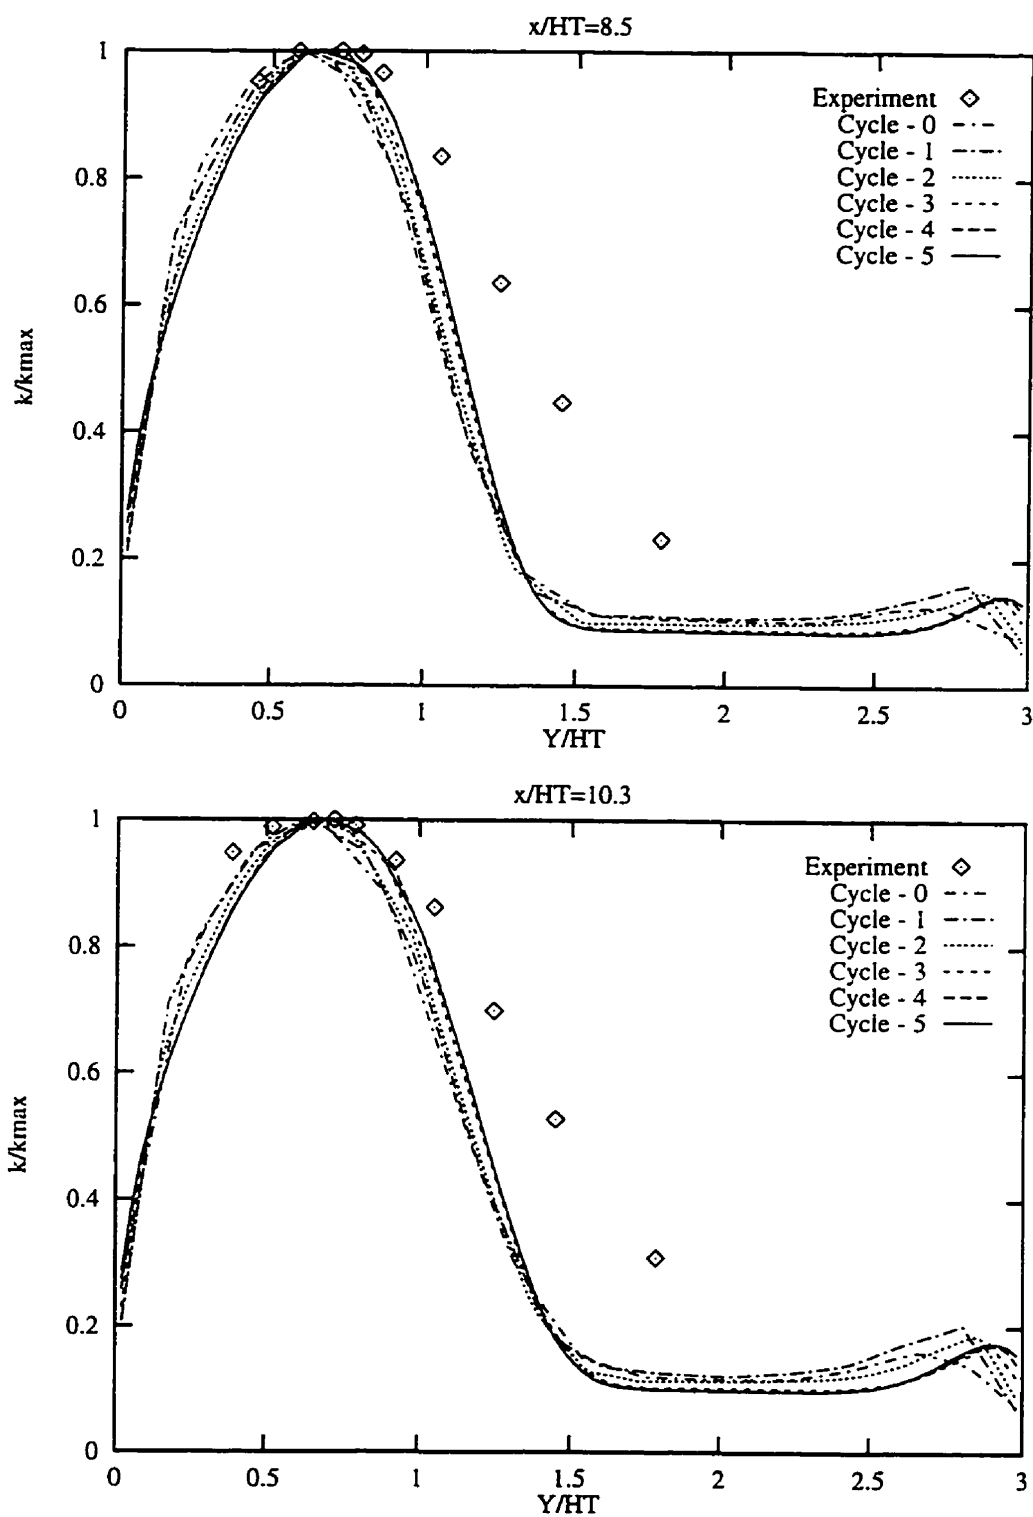 x/HT=8.5
1
0.8
0.6
0.4
0.2
0
k/kmax
Experiment
Cycle - 0
Cycle - 1
Cycle - 2
Cycle - 3
Cycle - 4
Cycle - 5
0 0.5 1 1.5 2 2.5 3
Y/HT
x/HT=10.3
1
0.8
0.6
0.4
0.2
0
k/kmax
Experiment
Cycle - 0
Cycle - 1
Cycle - 2
Cycle - 3
Cycle - 4
Cycle - 5
0 0.5 1 1.5 2 2.5 3
Y/HT